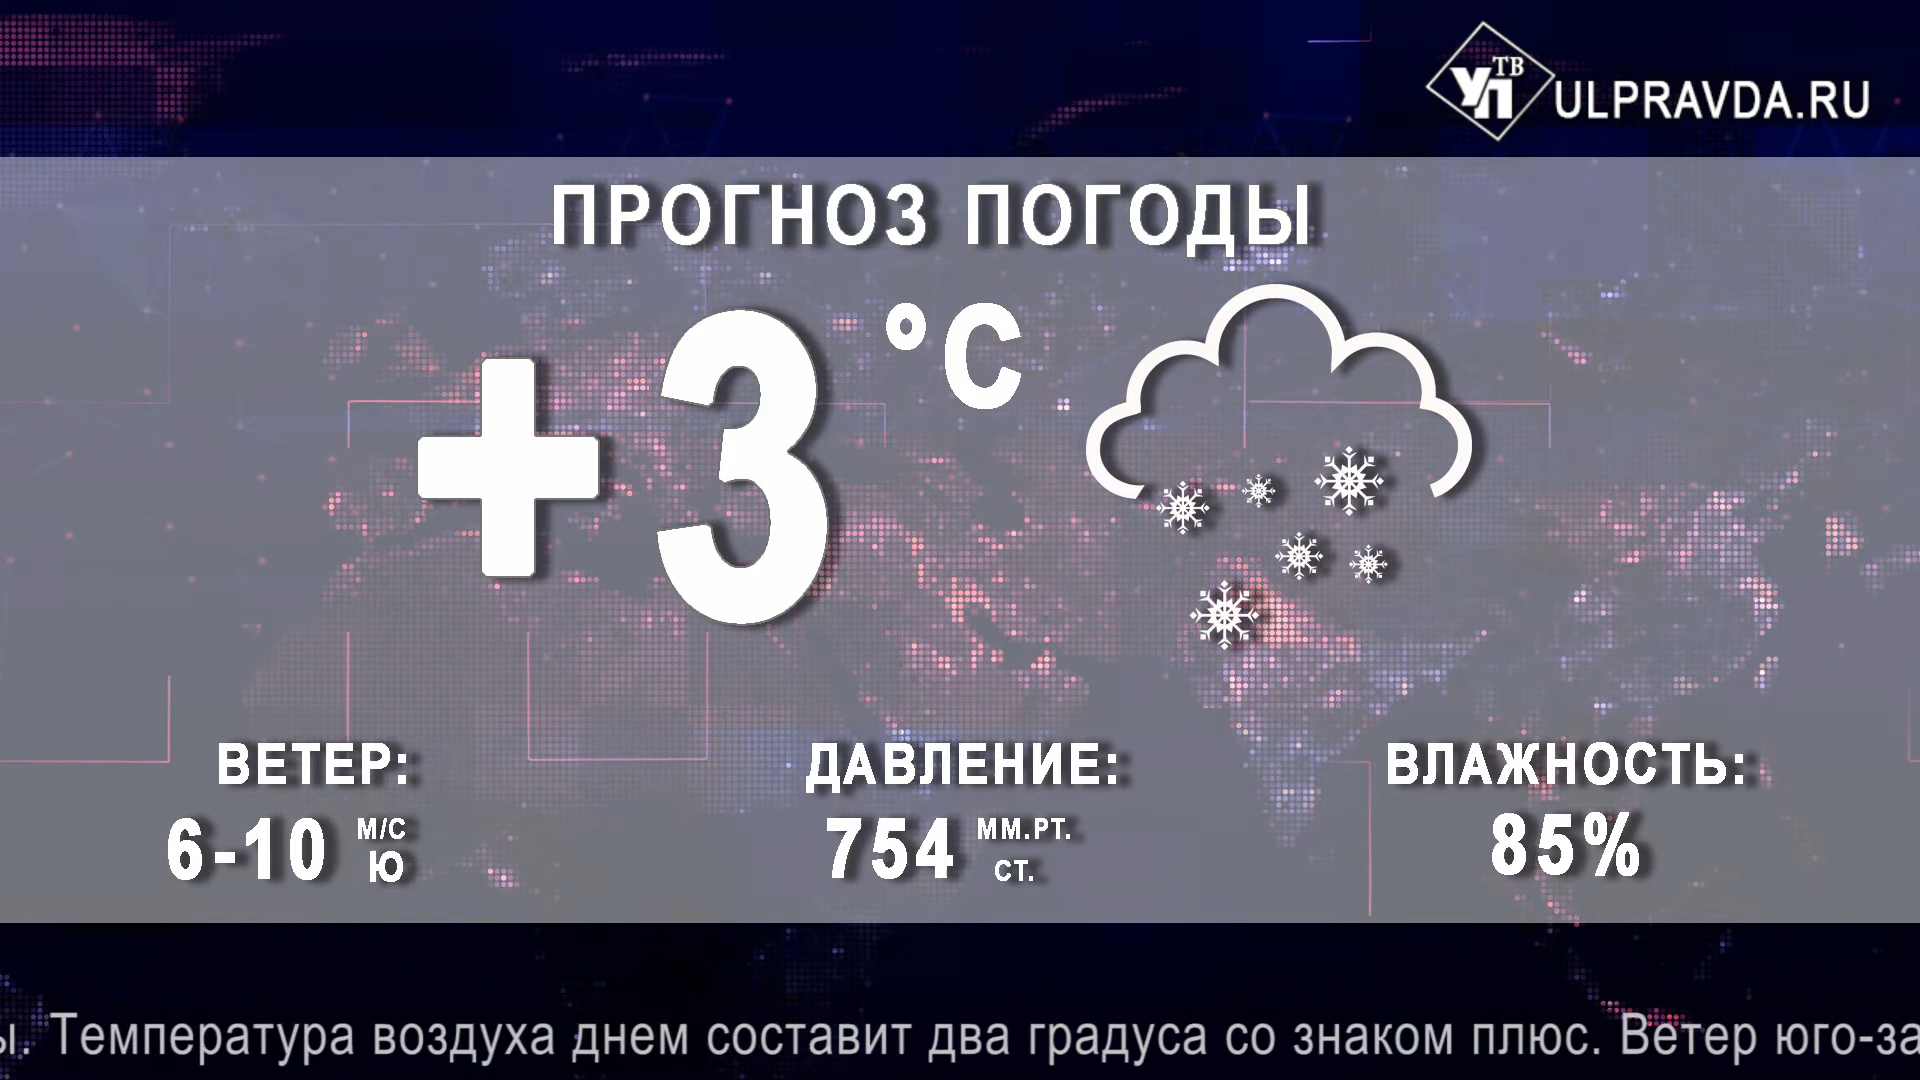 УП ТВ
ULPRAVDA.RU
ПРОГНОЗ ПОГОДЫ
+3 °C
ВЕТЕР:
6-10 М/С Ю
ДАВЛЕНИЕ:
754 ММ.РТ. СТ.
ВЛАЖНОСТЬ:
85%
ы. Температура воздуха днем составит два градуса со знаком плюс. Ветер юго-за